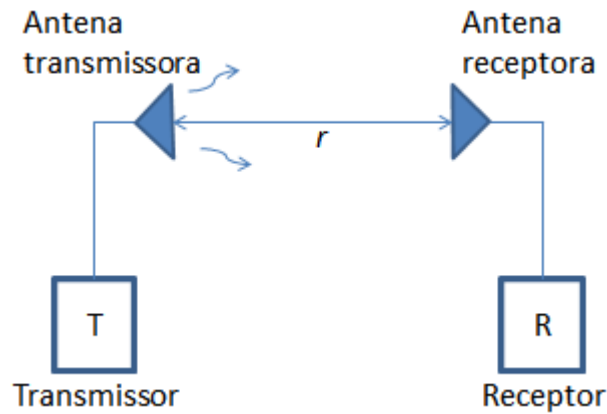 Antena
transmissora
Antena
receptora
r
T
R
Transmissor
Receptor